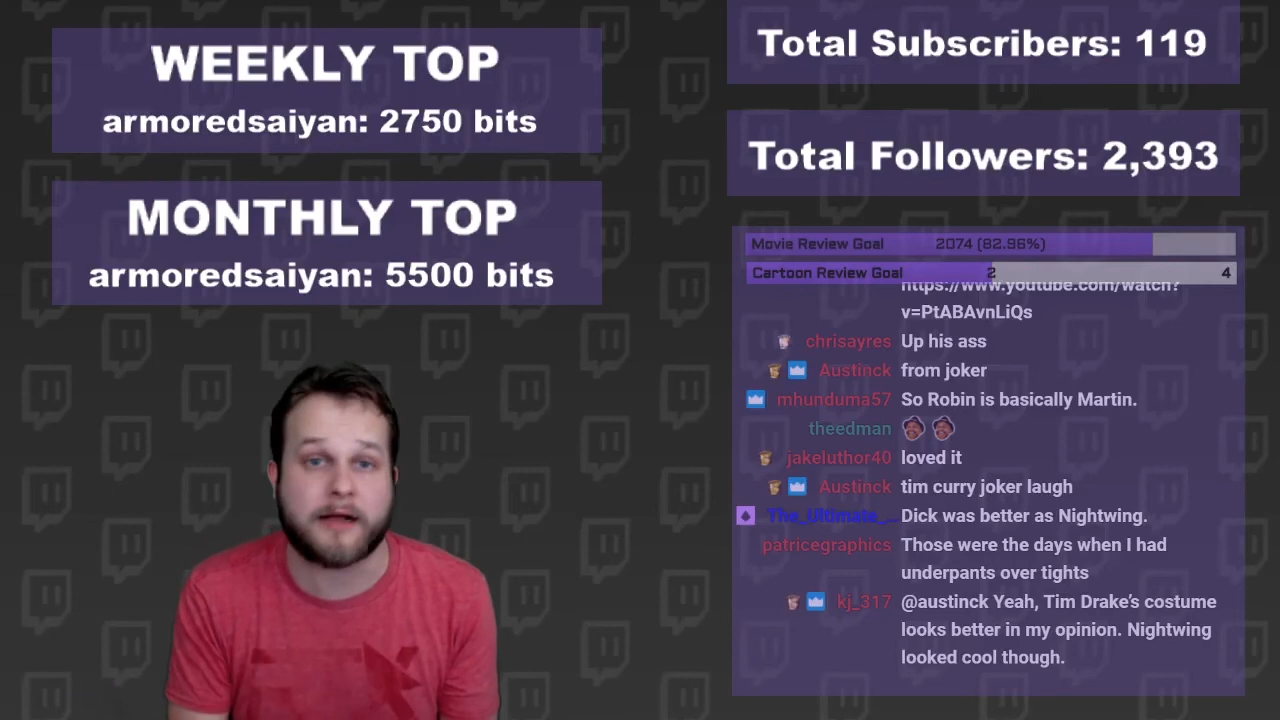 WEEKLY TOP
armoredsaiyan: 2750 bits
MONTHLY TOP
armoredsaiyan: 5500 bits
Total Subscribers: 119
Total Followers: 2,393
Movie Review Goal 2074 (82.96%)
Cartoon Review Goal 2 4
https://www.youtube.com/watch?
v=PtABAvnLiQs
chrisayres Up his ass
Austinck from joker
mhunduma57 So Robin is basically Martin.
theedman
jakeluthor40 loved it
Austinck tim curry joker laugh
The_Ultimate_... Dick was better as Nightwing.
patricegraphics Those were the days when I had
underpants over tights
kj_317 @austinck Yeah, Tim Drake's costume
looks better in my opinion. Nightwing
looked cool though.